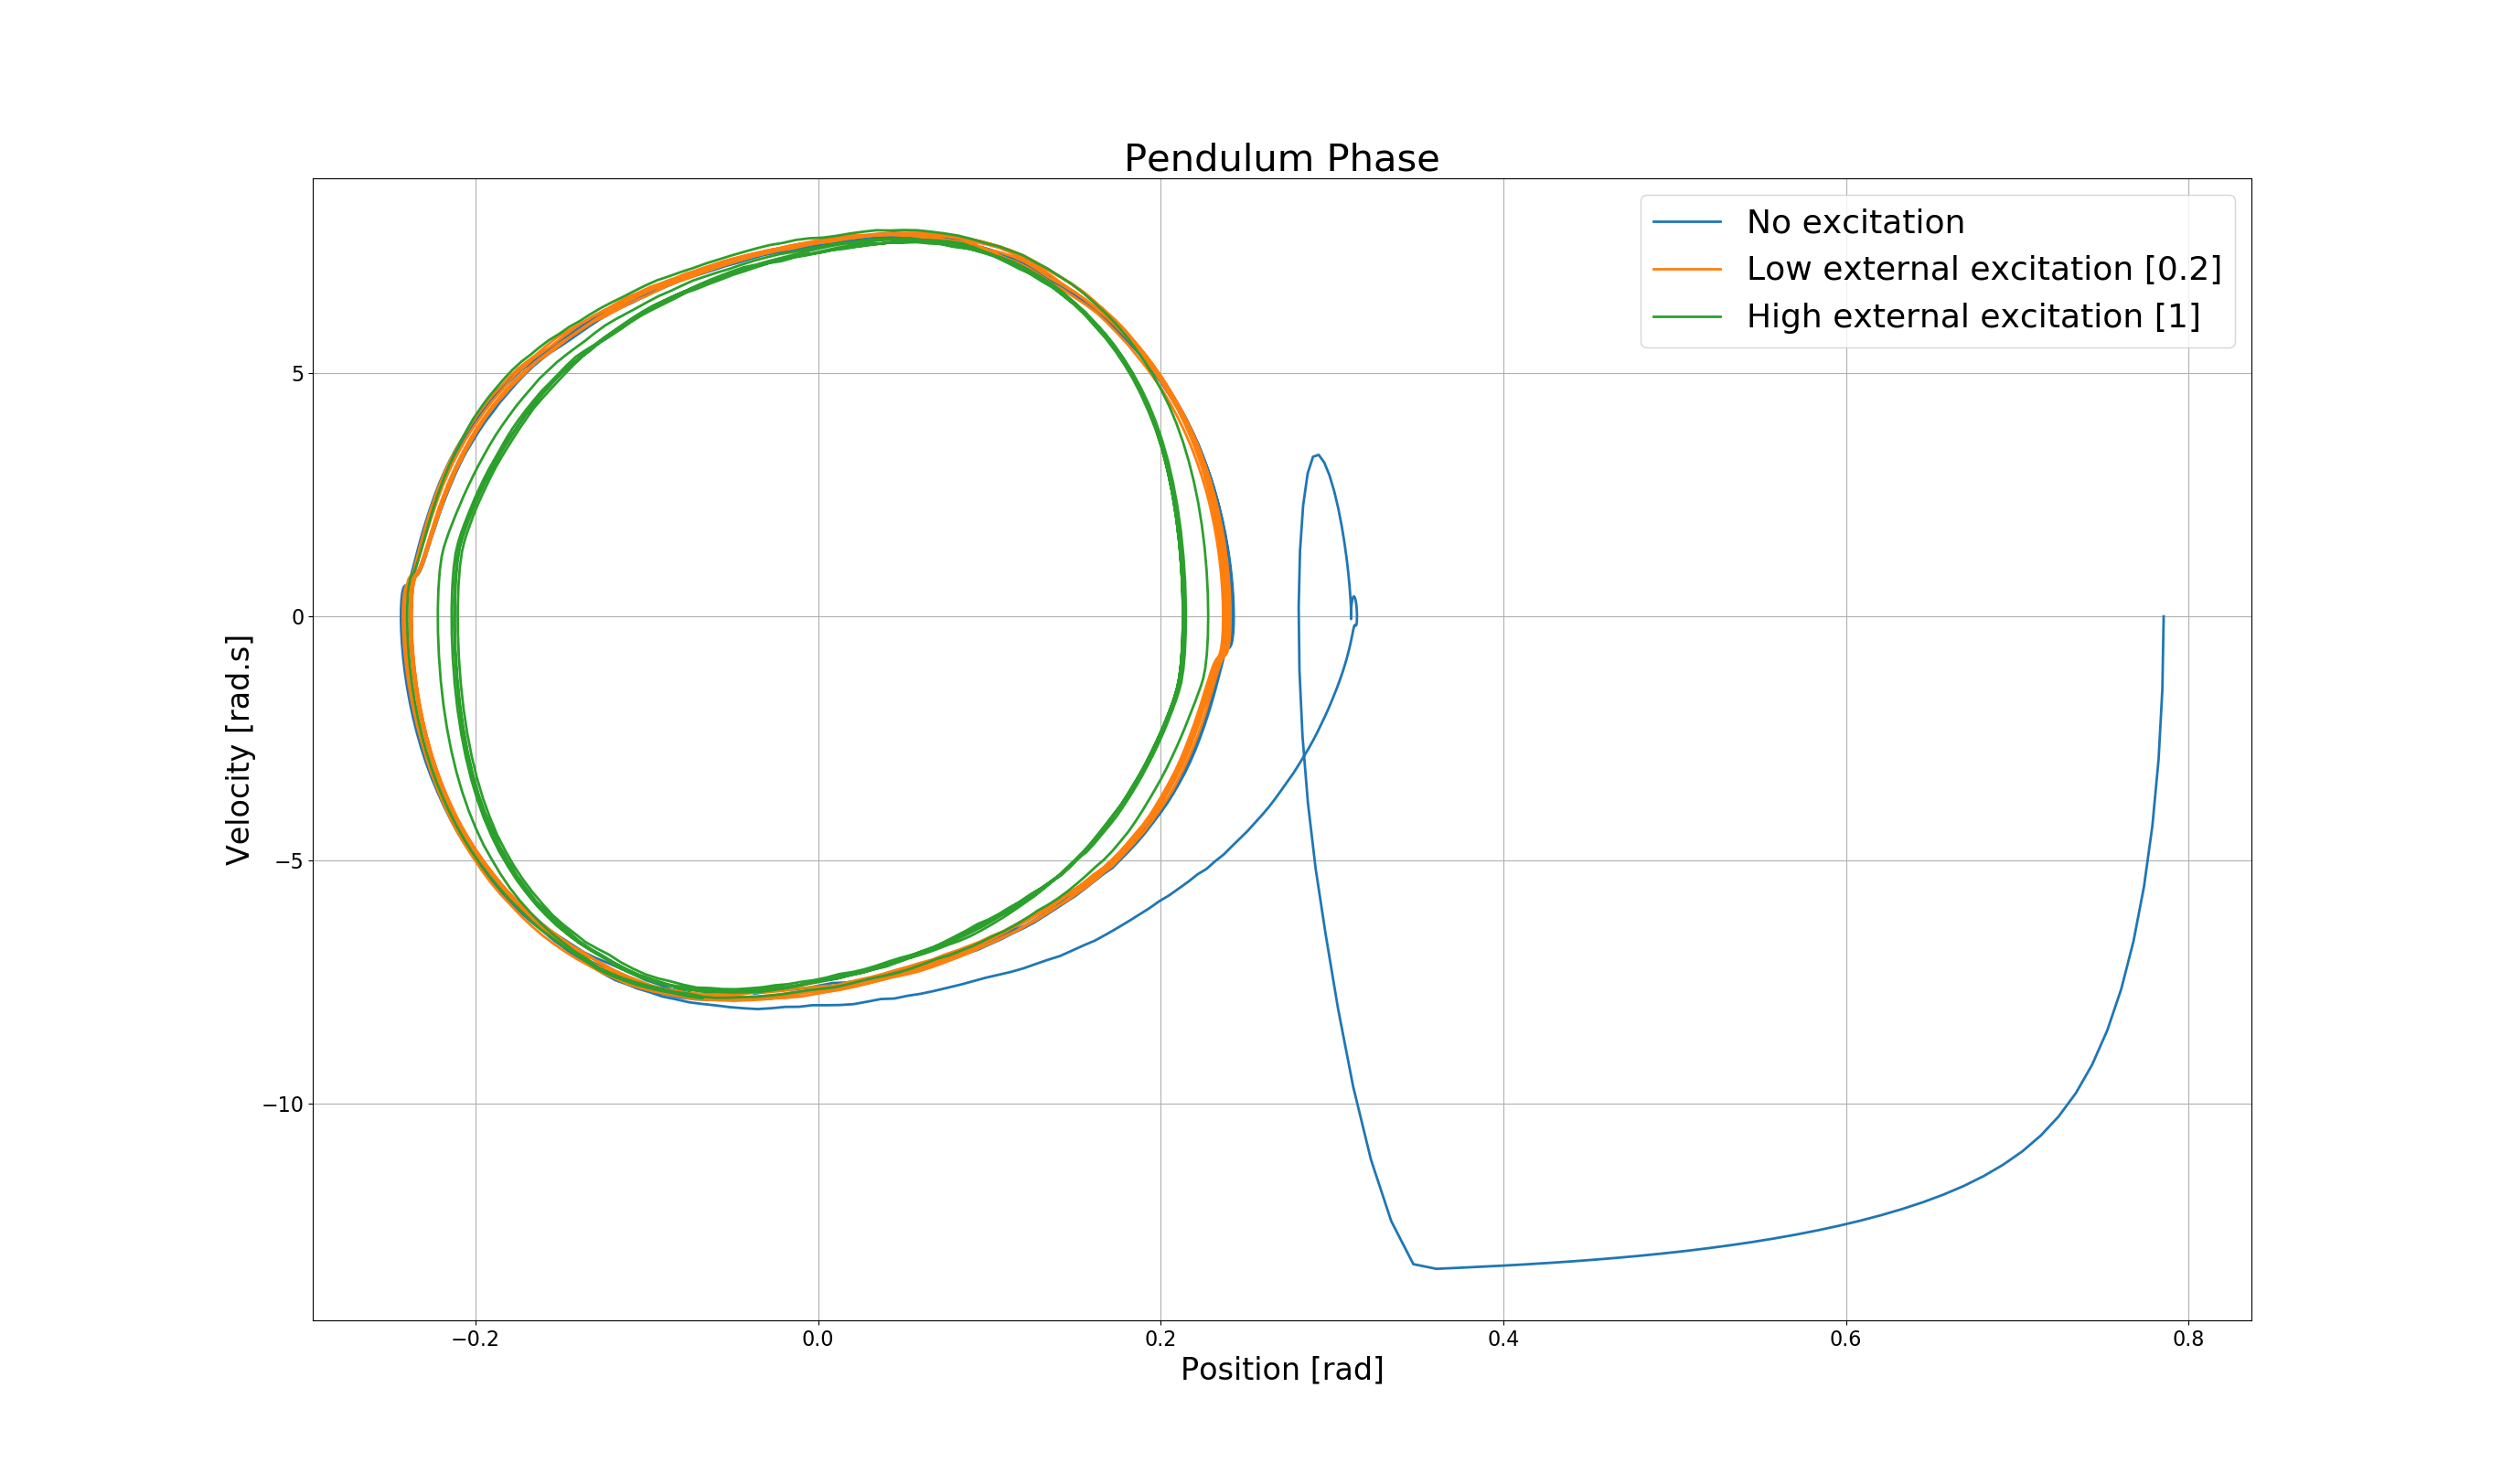 Pendulum Phase
No excitation
Low external excitation [0.2]
High external excitation [1]
5
0
−5
−10
Velocity [rad.s]
−0.2 0.0 0.2 0.4 0.6 0.8
Position [rad]